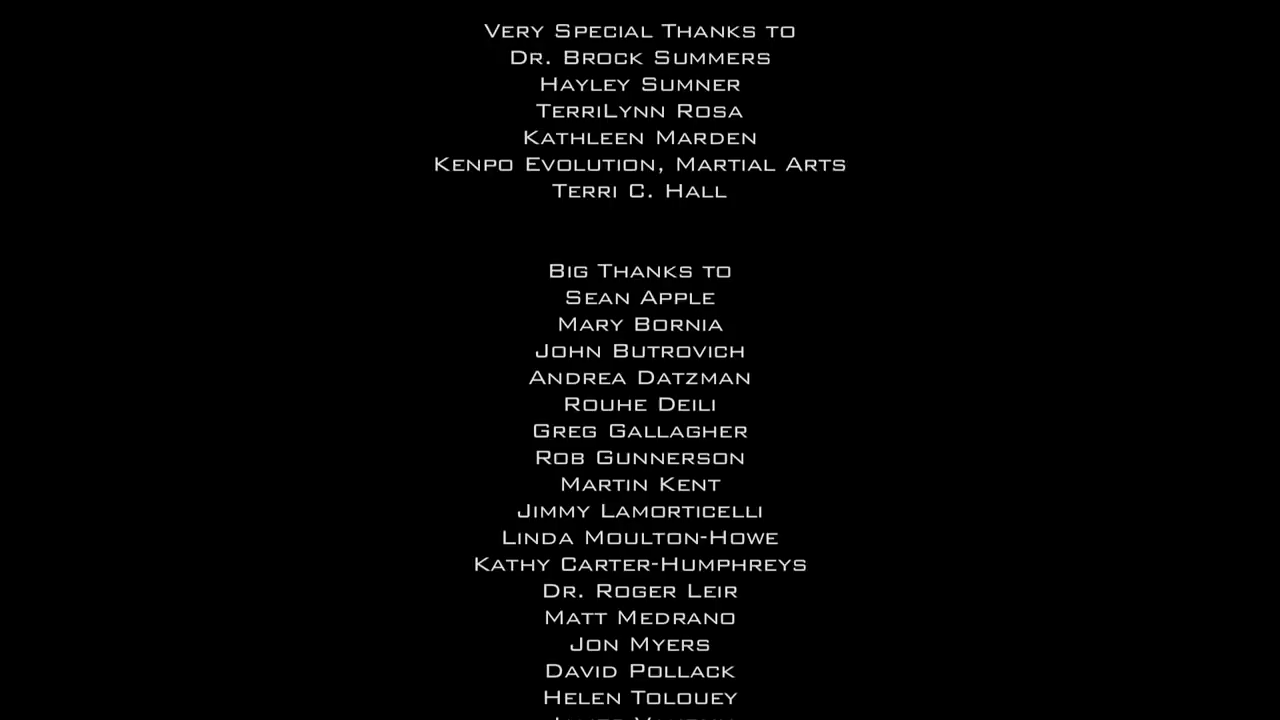 Very Special Thanks to
Dr. Brock Summers
Hayley Sumner
TerriLynn Rosa
Kathleen Marden
Kenpo Evolution, Martial Arts
Terri C. Hall
Big Thanks to
Sean Apple
Mary Bornia
John Butrovich
Andrea Datzman
Rouhe Deili
Greg Gallagher
Rob Gunnerson
Martin Kent
Jimmy Lamorticelli
Linda Moulton-Howe
Kathy Carter-Humphreys
Dr. Roger Leir
Matt Medrano
Jon Myers
David Pollack
Helen Tolouey